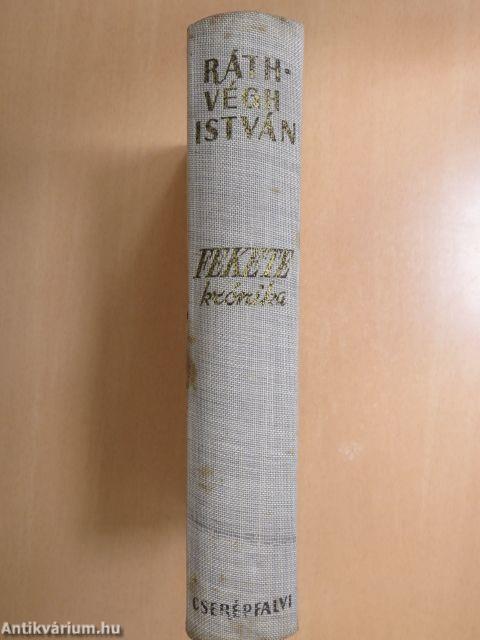 RÁTH-
VÉGH
ISTVÁN
FEKETE
krónika
CSERÉPFALVI
Antikvárium.hu